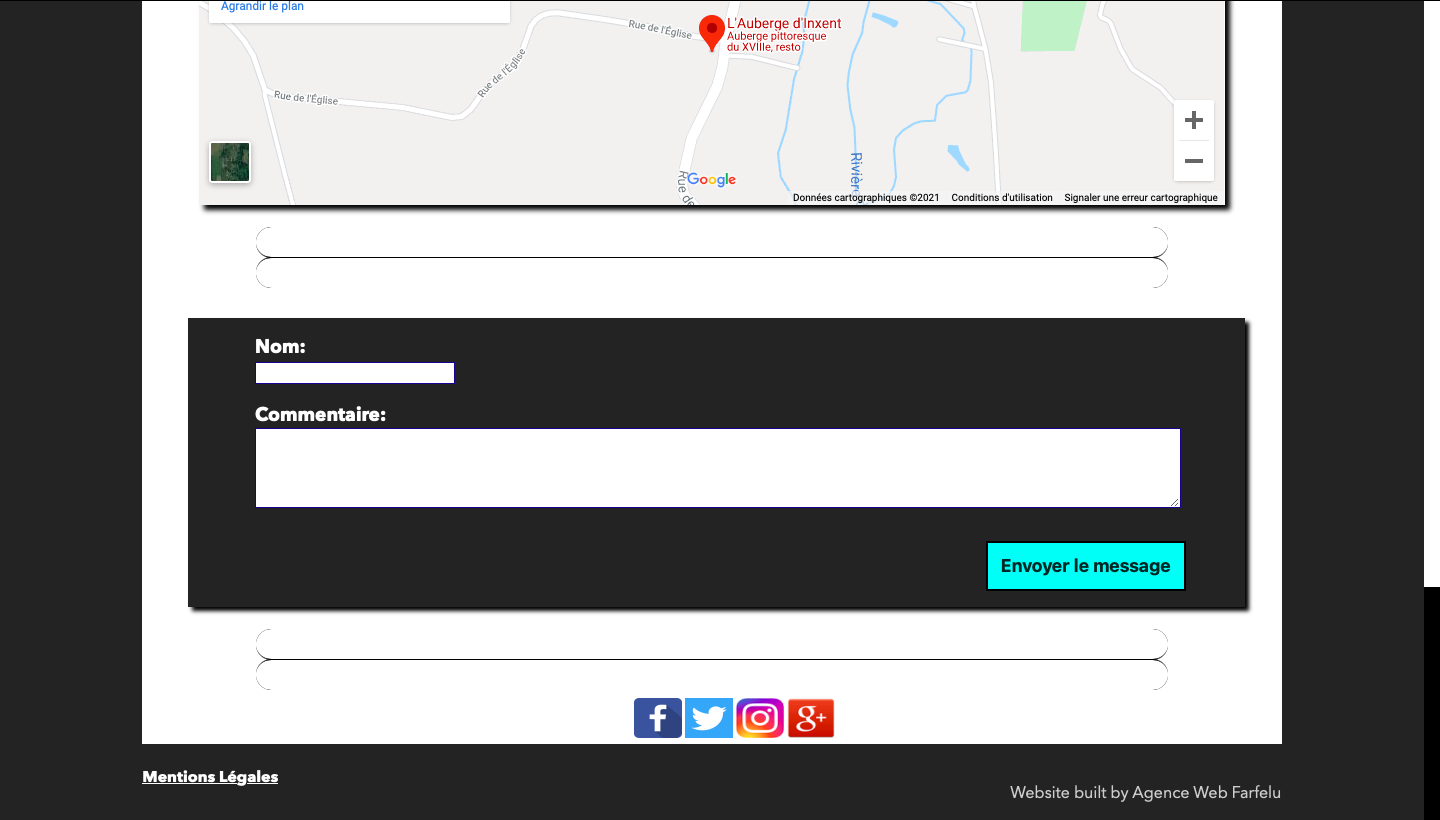 Agrandir le plan
L'Auberge d'Inxent
Auberge pittoresque
du XVIIIe, resto
Rue de l'Église
Rue de l'Église
Rue de l'Église
Rivière
Rue de
Google
Données cartographiques ©2021 Conditions d'utilisation Signaler une erreur cartographique
Nom:
Commentaire:
Envoyer le message
f
g+
Mentions Légales
Website built by Agence Web Farfelu